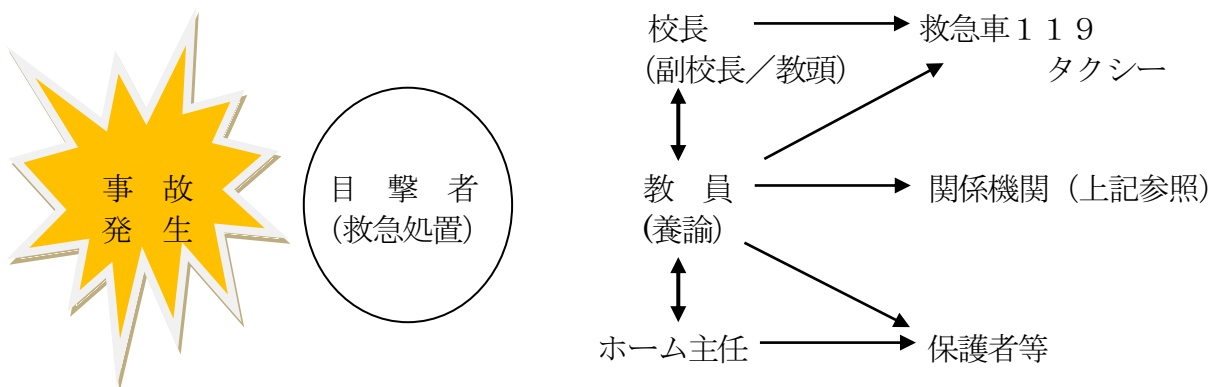 事 故
発 生
目 撃 者
(救急処置)
校長
(副校長／教頭)
教 員
(養諭)
ホーム主任
救急車１１９
タクシー
関係機関（上記参照）
保護者等